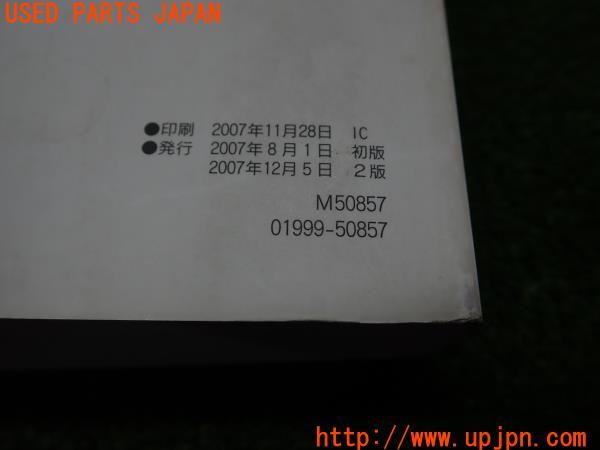 USED PARTS JAPAN
●印刷 2007年11月28日 IC
●発行 2007年8月1日 初版
2007年12月5日 2版
M50857
01999-50857
http://www.upjpn.com